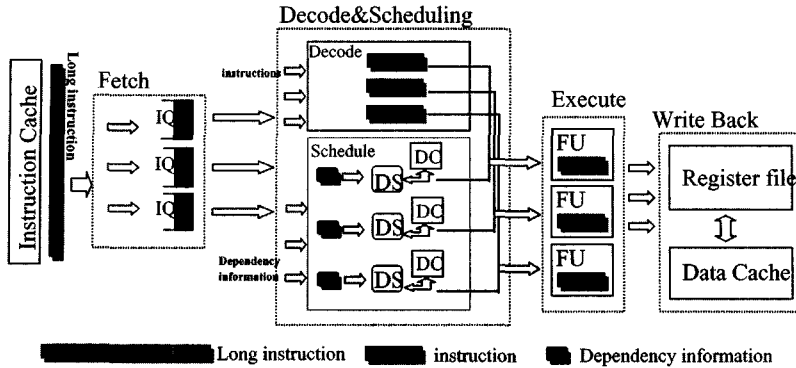 Decode&Scheduling
Instruction Cache
Long instruction
Fetch
IQ
IQ
IQ
Decode
instructions
Schedule
DC
DS
DC
DS
DC
DS
Dependency
information
Execute
FU
FU
FU
Write Back
Register file
Data Cache
Long instruction
instruction
Dependency information